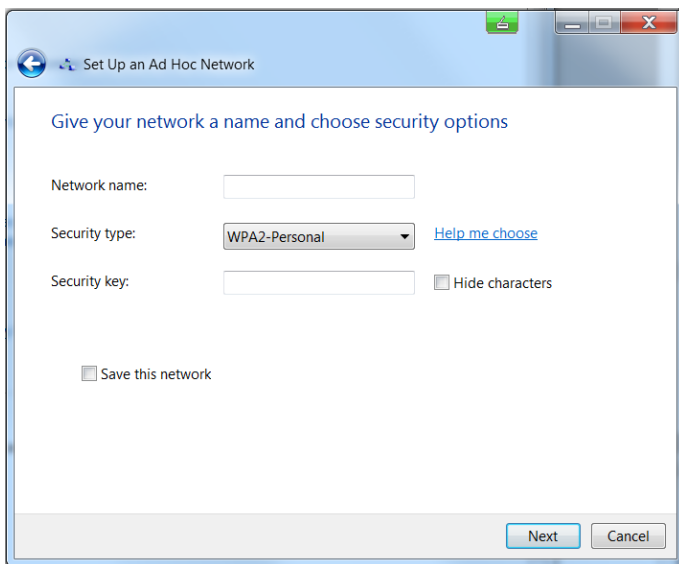 Set Up an Ad Hoc Network
Give your network a name and choose security options
Network name:
Security type: WPA2-Personal Help me choose
Security key: Hide characters
Save this network
Next Cancel